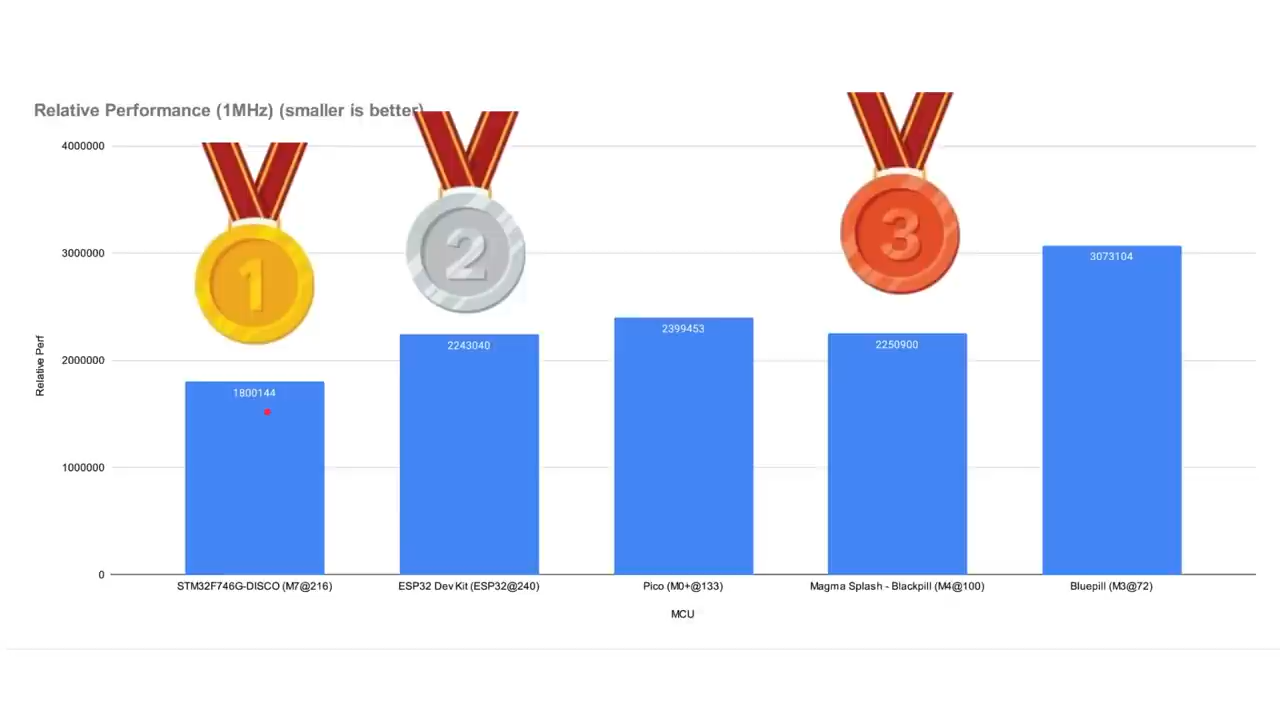 Relative Performance (1MHz) (smaller is better)
4000000
3000000
2000000
1000000
0
Relative Perf
1
2
3
1800144
2243040
2399453
2250900
3073104
STM32F746G-DISCO (M7@216)
ESP32 Dev Kit (ESP32@240)
Pico (M0+@133)
Magma Splash - Blackpill (M4@100)
Bluepill (M3@72)
MCU